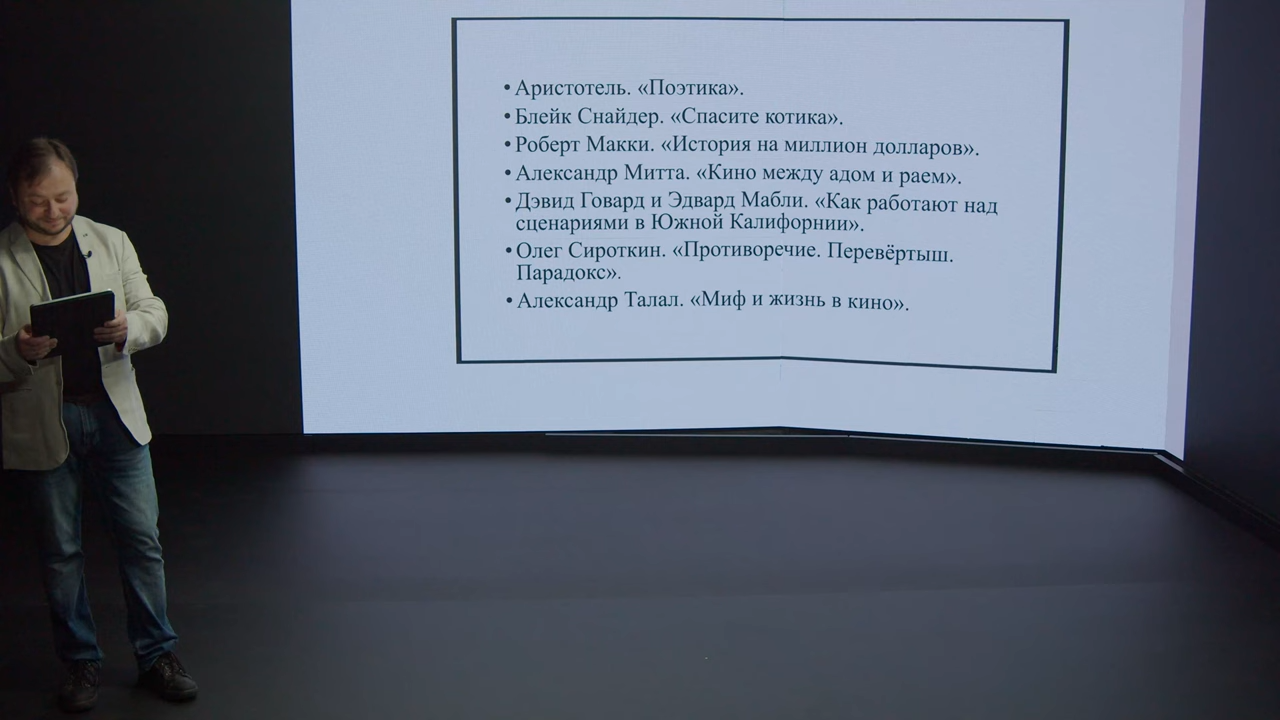 • Аристотель. «Поэтика».
• Блейк Снайдер. «Спасите котика».
• Роберт Макки. «История на миллион долларов».
• Александр Митта. «Кино между адом и раем».
• Дэвид Говард и Эдвард Мабли. «Как работают над
сценариями в Южной Калифорнии».
• Олег Сироткин. «Противоречие. Перевёртыш.
Парадокс».
• Александр Талал. «Миф и жизнь в кино».